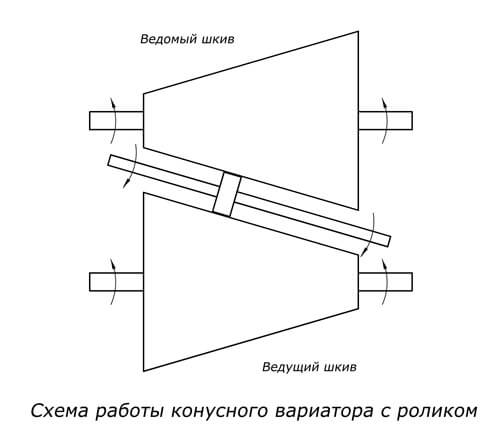 Ведомый шкив
Ведущий шкив
Схема работы конусного вариатора с роликом